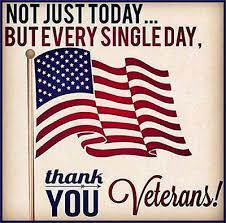 NOT JUST TODAY...
BUT EVERY SINGLE DAY,
thank
YOU Veterans!